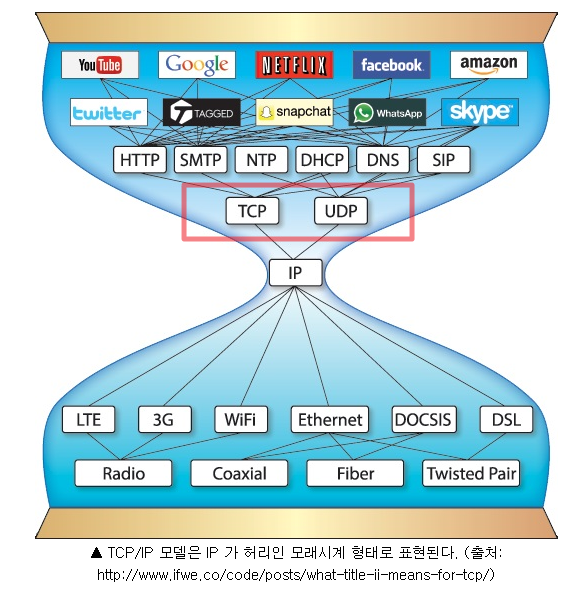 YouTube Google NETFLIX facebook amazon
twitter TAGGED snapchat WhatsApp skype™
HTTP SMTP NTP DHCP DNS SIP
TCP UDP
IP
LTE 3G WiFi Ethernet DOCSIS DSL
Radio Coaxial Fiber Twisted Pair
▲ TCP/IP 모델은 IP 가 허리인 모래시계 형태로 표현된다. (출처:
http://www.ifwe.co/code/posts/what-title-ii-means-for-tcp/)